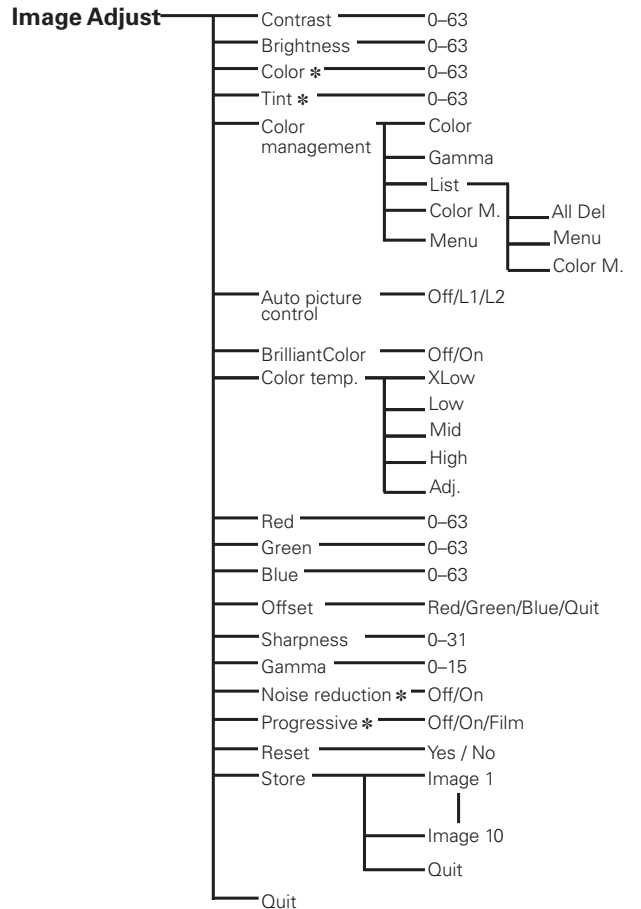 Image Adjust
Contrast 0–63
Brightness 0–63
Color * 0–63
Tint * 0–63
Color management
Color
Gamma
List
All Del
Menu
Color M.
Color M.
Menu
Auto picture control Off/L1/L2
BrilliantColor Off/On
Color temp. XLow
Low
Mid
High
Adj.
Red 0–63
Green 0–63
Blue 0–63
Offset Red/Green/Blue/Quit
Sharpness 0–31
Gamma 0–15
Noise reduction * Off/On
Progressive * Off/On/Film
Reset Yes / No
Store Image 1
Image 10
Quit
Quit